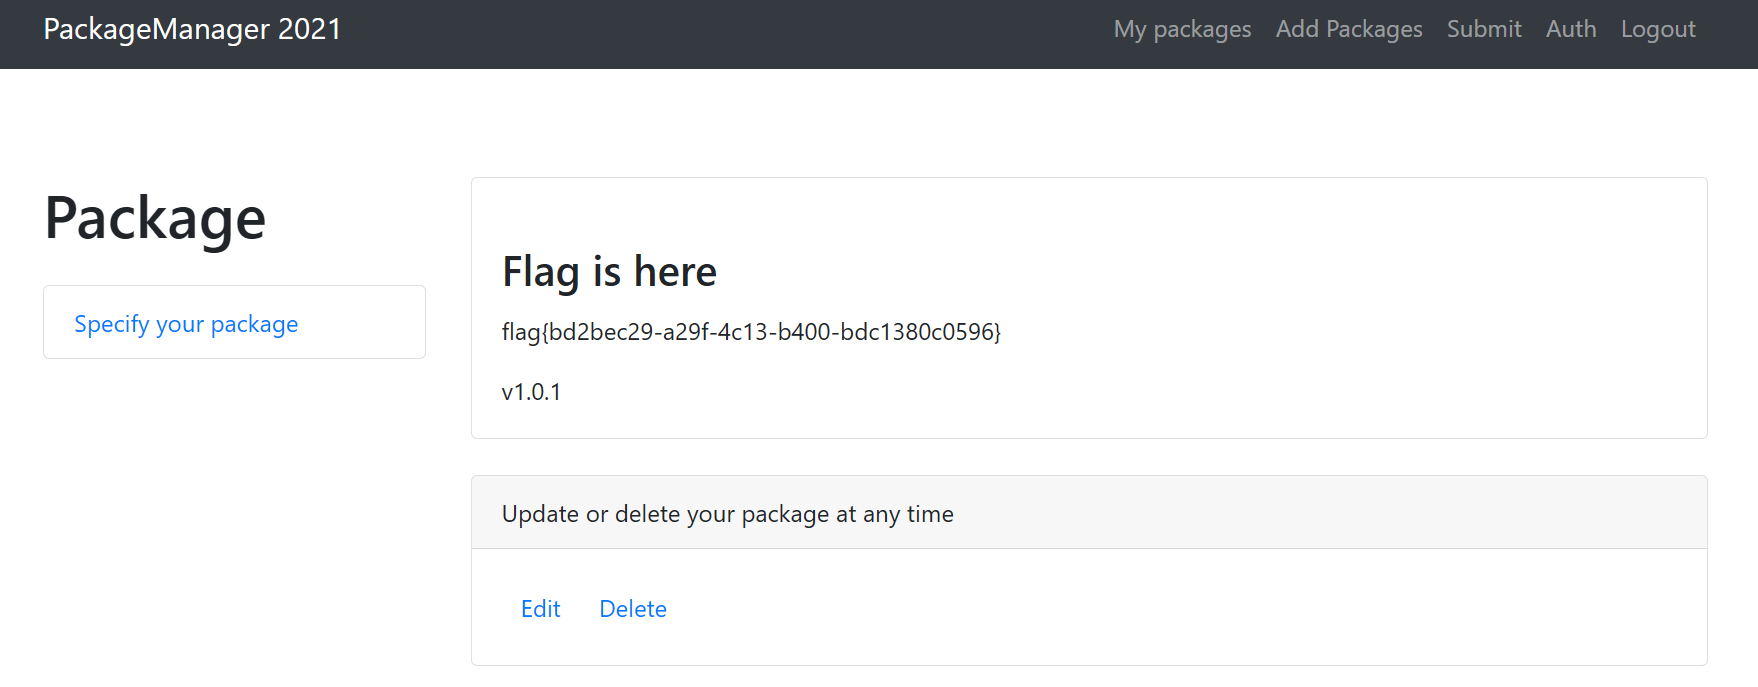 PackageManager 2021
My packages Add Packages Submit Auth Logout
Package
Specify your package
Flag is here
flag{bd2bec29-a29f-4c13-b400-bdc1380c0596}
v1.0.1
Update or delete your package at any time
Edit Delete